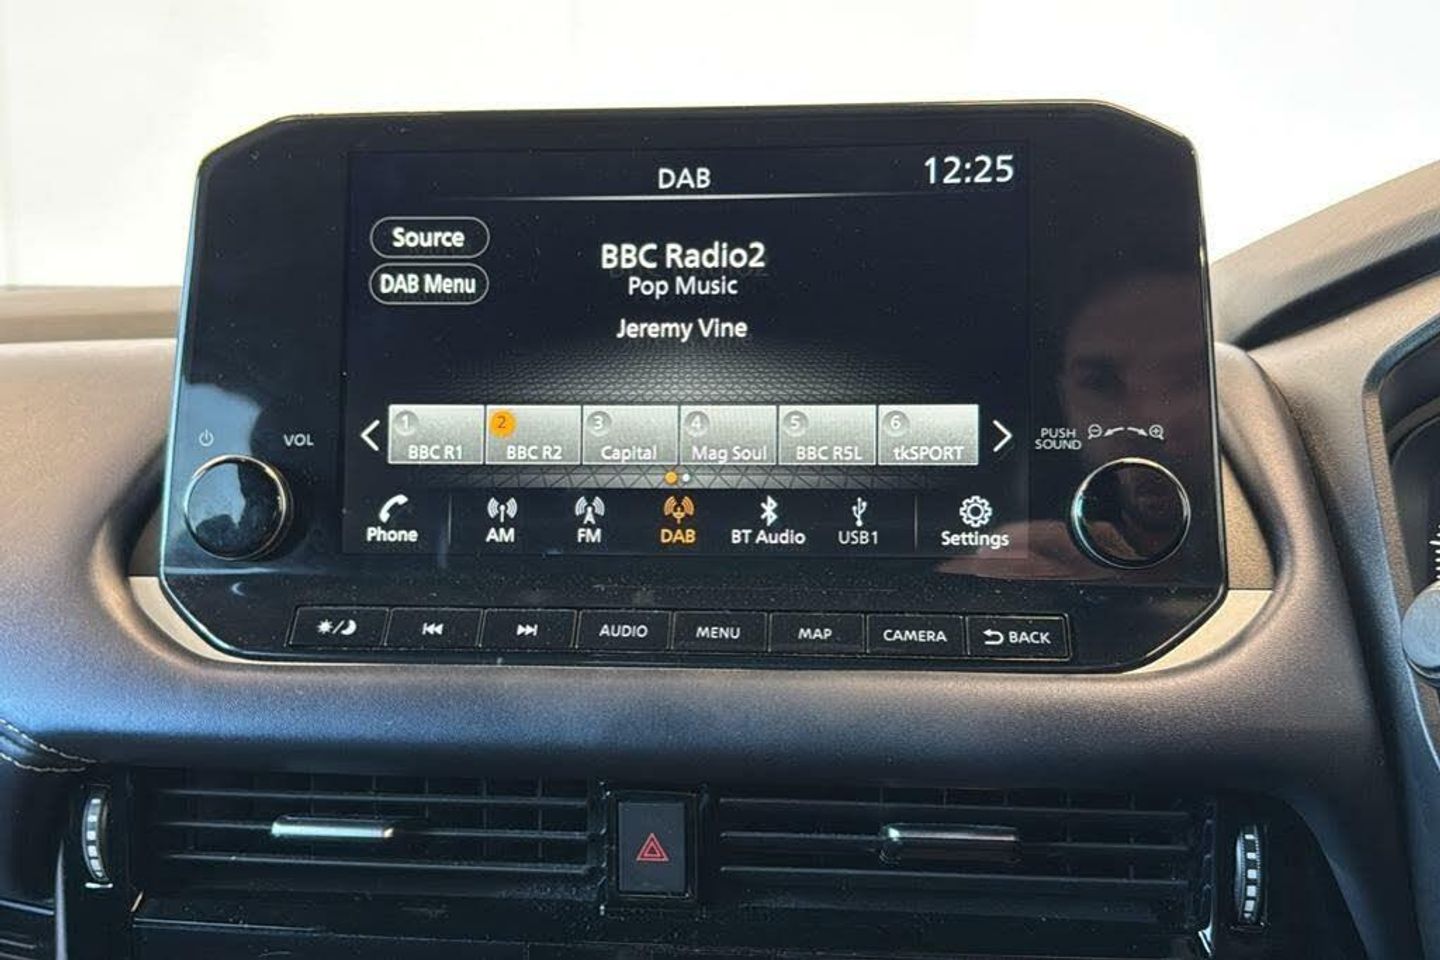 DAB
12:25
Source
DAB Menu
BBC Radio2
Pop Music
Jeremy Vine
1 2 3 4 5 6
BBC R1 BBC R2 Capital Mag Soul BBC R5L tkSPORT
VOL
PUSH
SOUND
Phone AM FM DAB BT Audio USB1 Settings
AUDIO MENU MAP CAMERA BACK